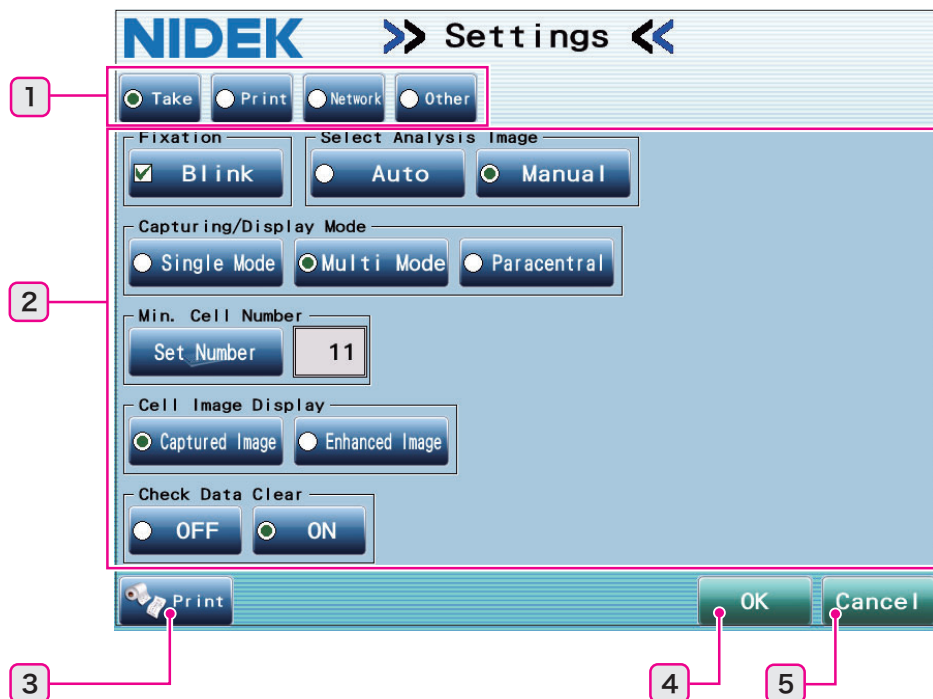 NIDEK >> Settings <<
1
Take Print Network Other
Fixation Select Analysis Image
Blink Auto Manual
Capturing/Display Mode
Single Mode Multi Mode Paracentral
2
Min. Cell Number
Set Number 11
Cell Image Display
Captured Image Enhanced Image
Check Data Clear
OFF ON
Print OK Cancel
3 4 5